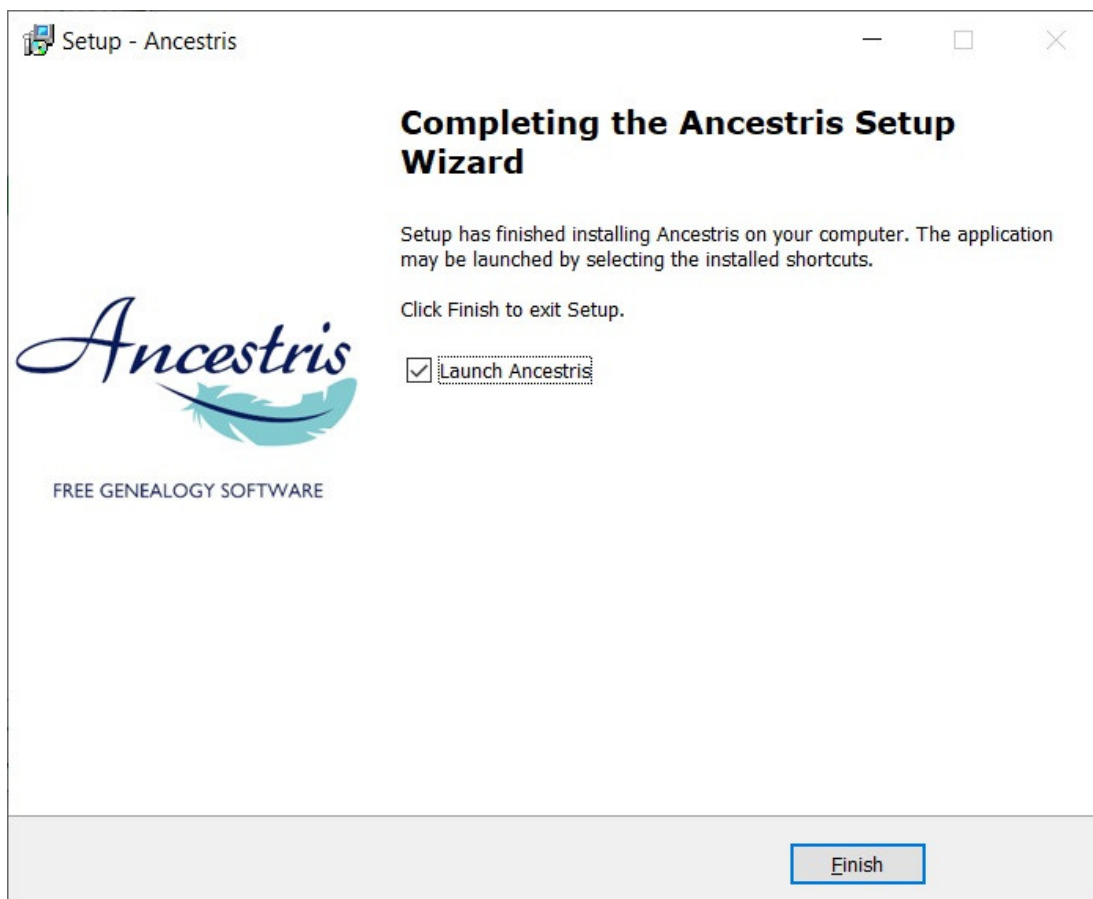 Setup - Ancestris
Completing the Ancestris Setup
Wizard
Setup has finished installing Ancestris on your computer. The application
may be launched by selecting the installed shortcuts.
Click Finish to exit Setup.
Launch Ancestris
Ancestris
FREE GENEALOGY SOFTWARE
Finish